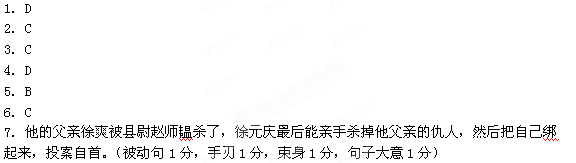 1. D
2. C
3. C
4. D
5. B
6. C
7. 他的父亲徐爽被县尉赵师韫杀了，徐元庆最后能亲手杀掉他父亲的仇人，然后把自己绑
起来，投案自首。（被动句 1 分，手刃 1 分，束身 1 分，句子大意 1 分）